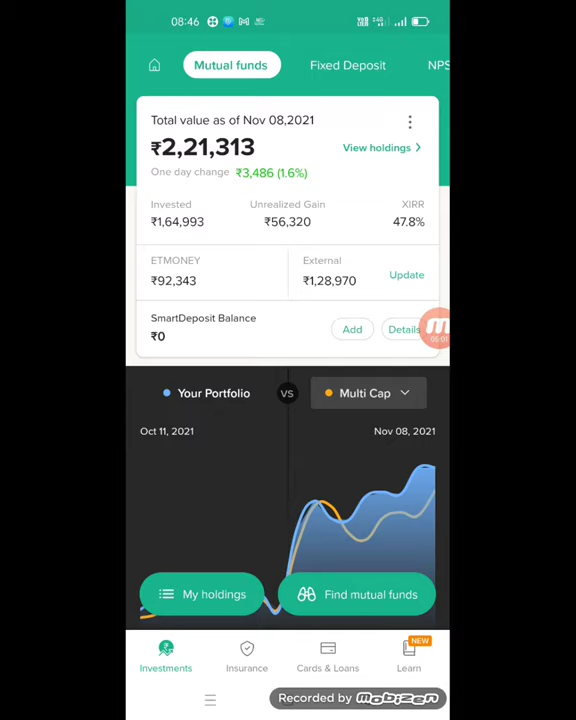 08:46
Mutual funds Fixed Deposit NPS
Total value as of Nov 08,2021
₹2,21,313 View holdings
One day change ₹3,486 (1.6%)
Invested Unrealized Gain XIRR
₹1,64,993 ₹56,320 47.8%
ETMONEY External
₹92,343 ₹1,28,970 Update
SmartDeposit Balance
₹0 Add Details
05:01
Your Portfolio VS Multi Cap
Oct 11, 2021 Nov 08, 2021
My holdings Find mutual funds
NEW
Investments Insurance Cards & Loans Learn
Recorded by mobizen